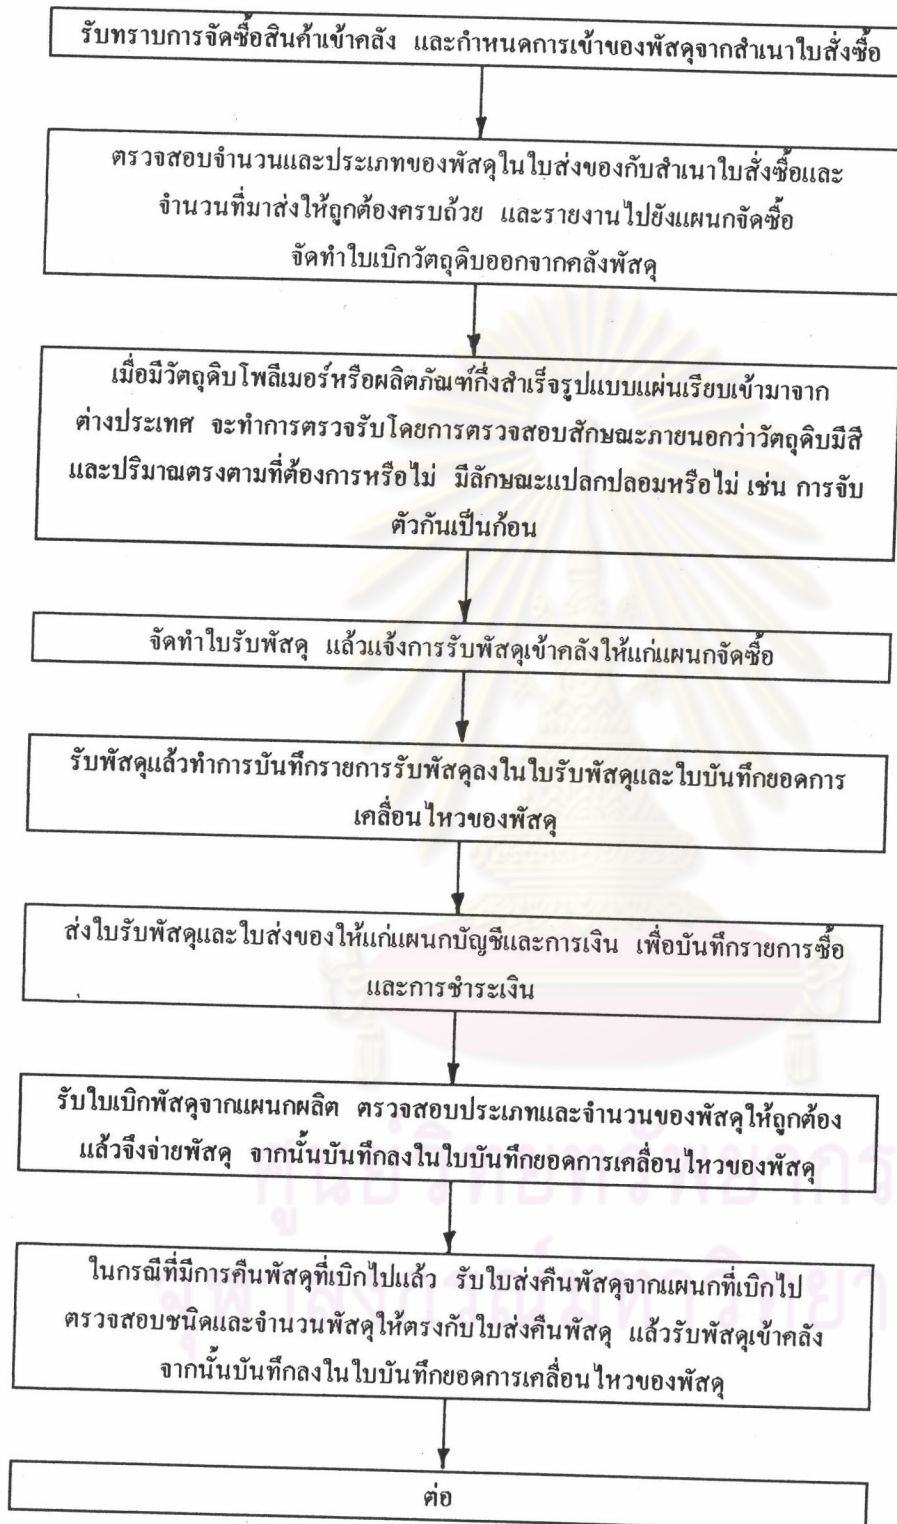 รับทราบการจัดซื้อสินค้าเข้าคลัง และกำหนดการเข้าของพัสดุจากสำเนาใบสั่งซื้อ
ตรวจสอบจำนวนและประเภทของพัสดุในใบส่งของกับสำเนาใบสั่งซื้อและ
จำนวนที่มาส่งให้ถูกต้องครบถ้วย และรายงานไปยังแผนกจัดซื้อ
จัดทำใบเบิกวัตถุดิบออกจากคลังพัสดุ
เมื่อมีวัตถุดิบโพลีเมอร์หรือผลิตภัณฑ์กึ่งสำเร็จรูปแบบแผ่นเรียบเข้ามาจาก
ต่างประเทศ จะทำการตรวจรับโดยการตรวจสอบลักษณะภายนอกว่าวัตถุดิบมีสี
และปริมาณตรงตามที่ต้องการหรือไม่ มีลักษณะแปลกปลอมหรือไม่ เช่น การจับ
ตัวกันเป็นก้อน
จัดทำใบรับพัสดุ แล้วแจ้งการรับพัสดุเข้าคลังให้แก่แผนกจัดซื้อ
รับพัสดุแล้วทำการบันทึกรายการรับพัสดุลงในใบรับพัสดุและใบบันทึกยอดการ
เคลื่อนไหวของพัสดุ
ส่งใบรับพัสดุและใบส่งของให้แก่แผนกบัญชีและการเงิน เพื่อบันทึกรายการซื้อ
และการชำระเงิน
รับใบเบิกพัสดุจากแผนกผลิต ตรวจสอบประเภทและจำนวนของพัสดุให้ถูกต้อง
แล้วจึงจ่ายพัสดุ จากนั้นบันทึกลงในใบบันทึกยอดการเคลื่อนไหวของพัสดุ
ศูนย์วิทยทรัพยากร
ในกรณีที่มีการคืนพัสดุที่เบิกไปแล้ว รับใบส่งคืนพัสดุจากแผนกที่เบิกไป
ตรวจสอบชนิดและจำนวนพัสดุให้ตรงกับใบส่งคืนพัสดุ แล้วรับพัสดุเข้าคลัง
จากนั้นบันทึกลงในใบบันทึกยอดการเคลื่อนไหวของพัสดุ
จุฬาลงกรณ์มหาวิทยา
ต่อ